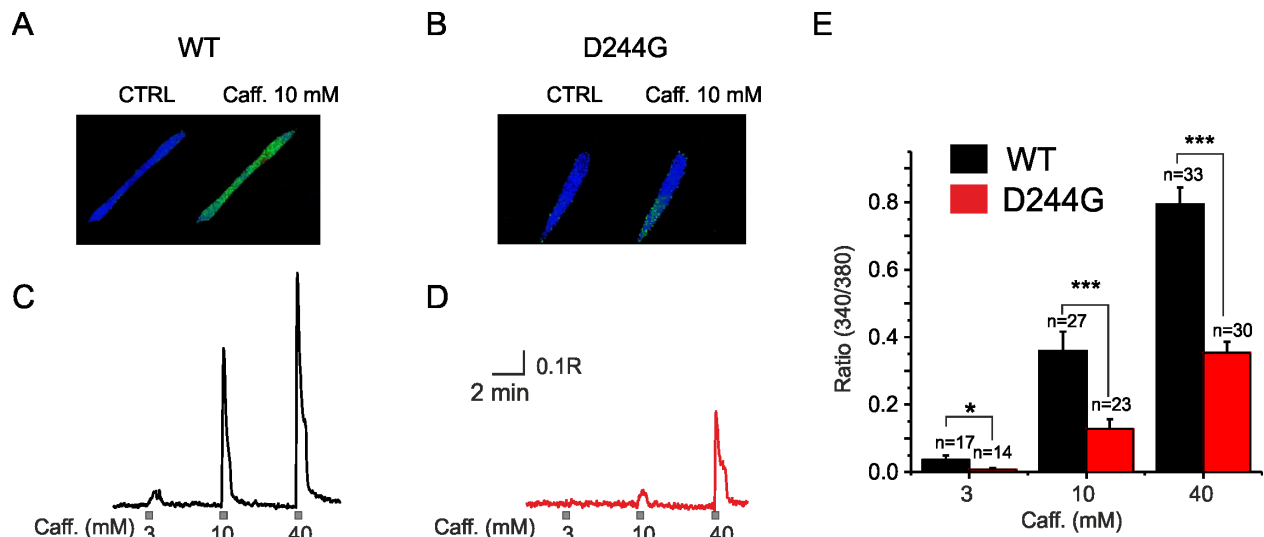 A
WT
CTRL Caff. 10 mM
B
D244G
CTRL Caff. 10 mM
C
Caff. (mM) 3 10 40
D
0.1R
2 min
Caff. (mM) 3 10 40
E
WT
D244G
Ratio (340/380)
0.8
0.6
0.4
0.2
0.0
*
n=17
n=14
***
n=27
n=23
***
n=33
n=30
3 10 40
Caff. (mM)